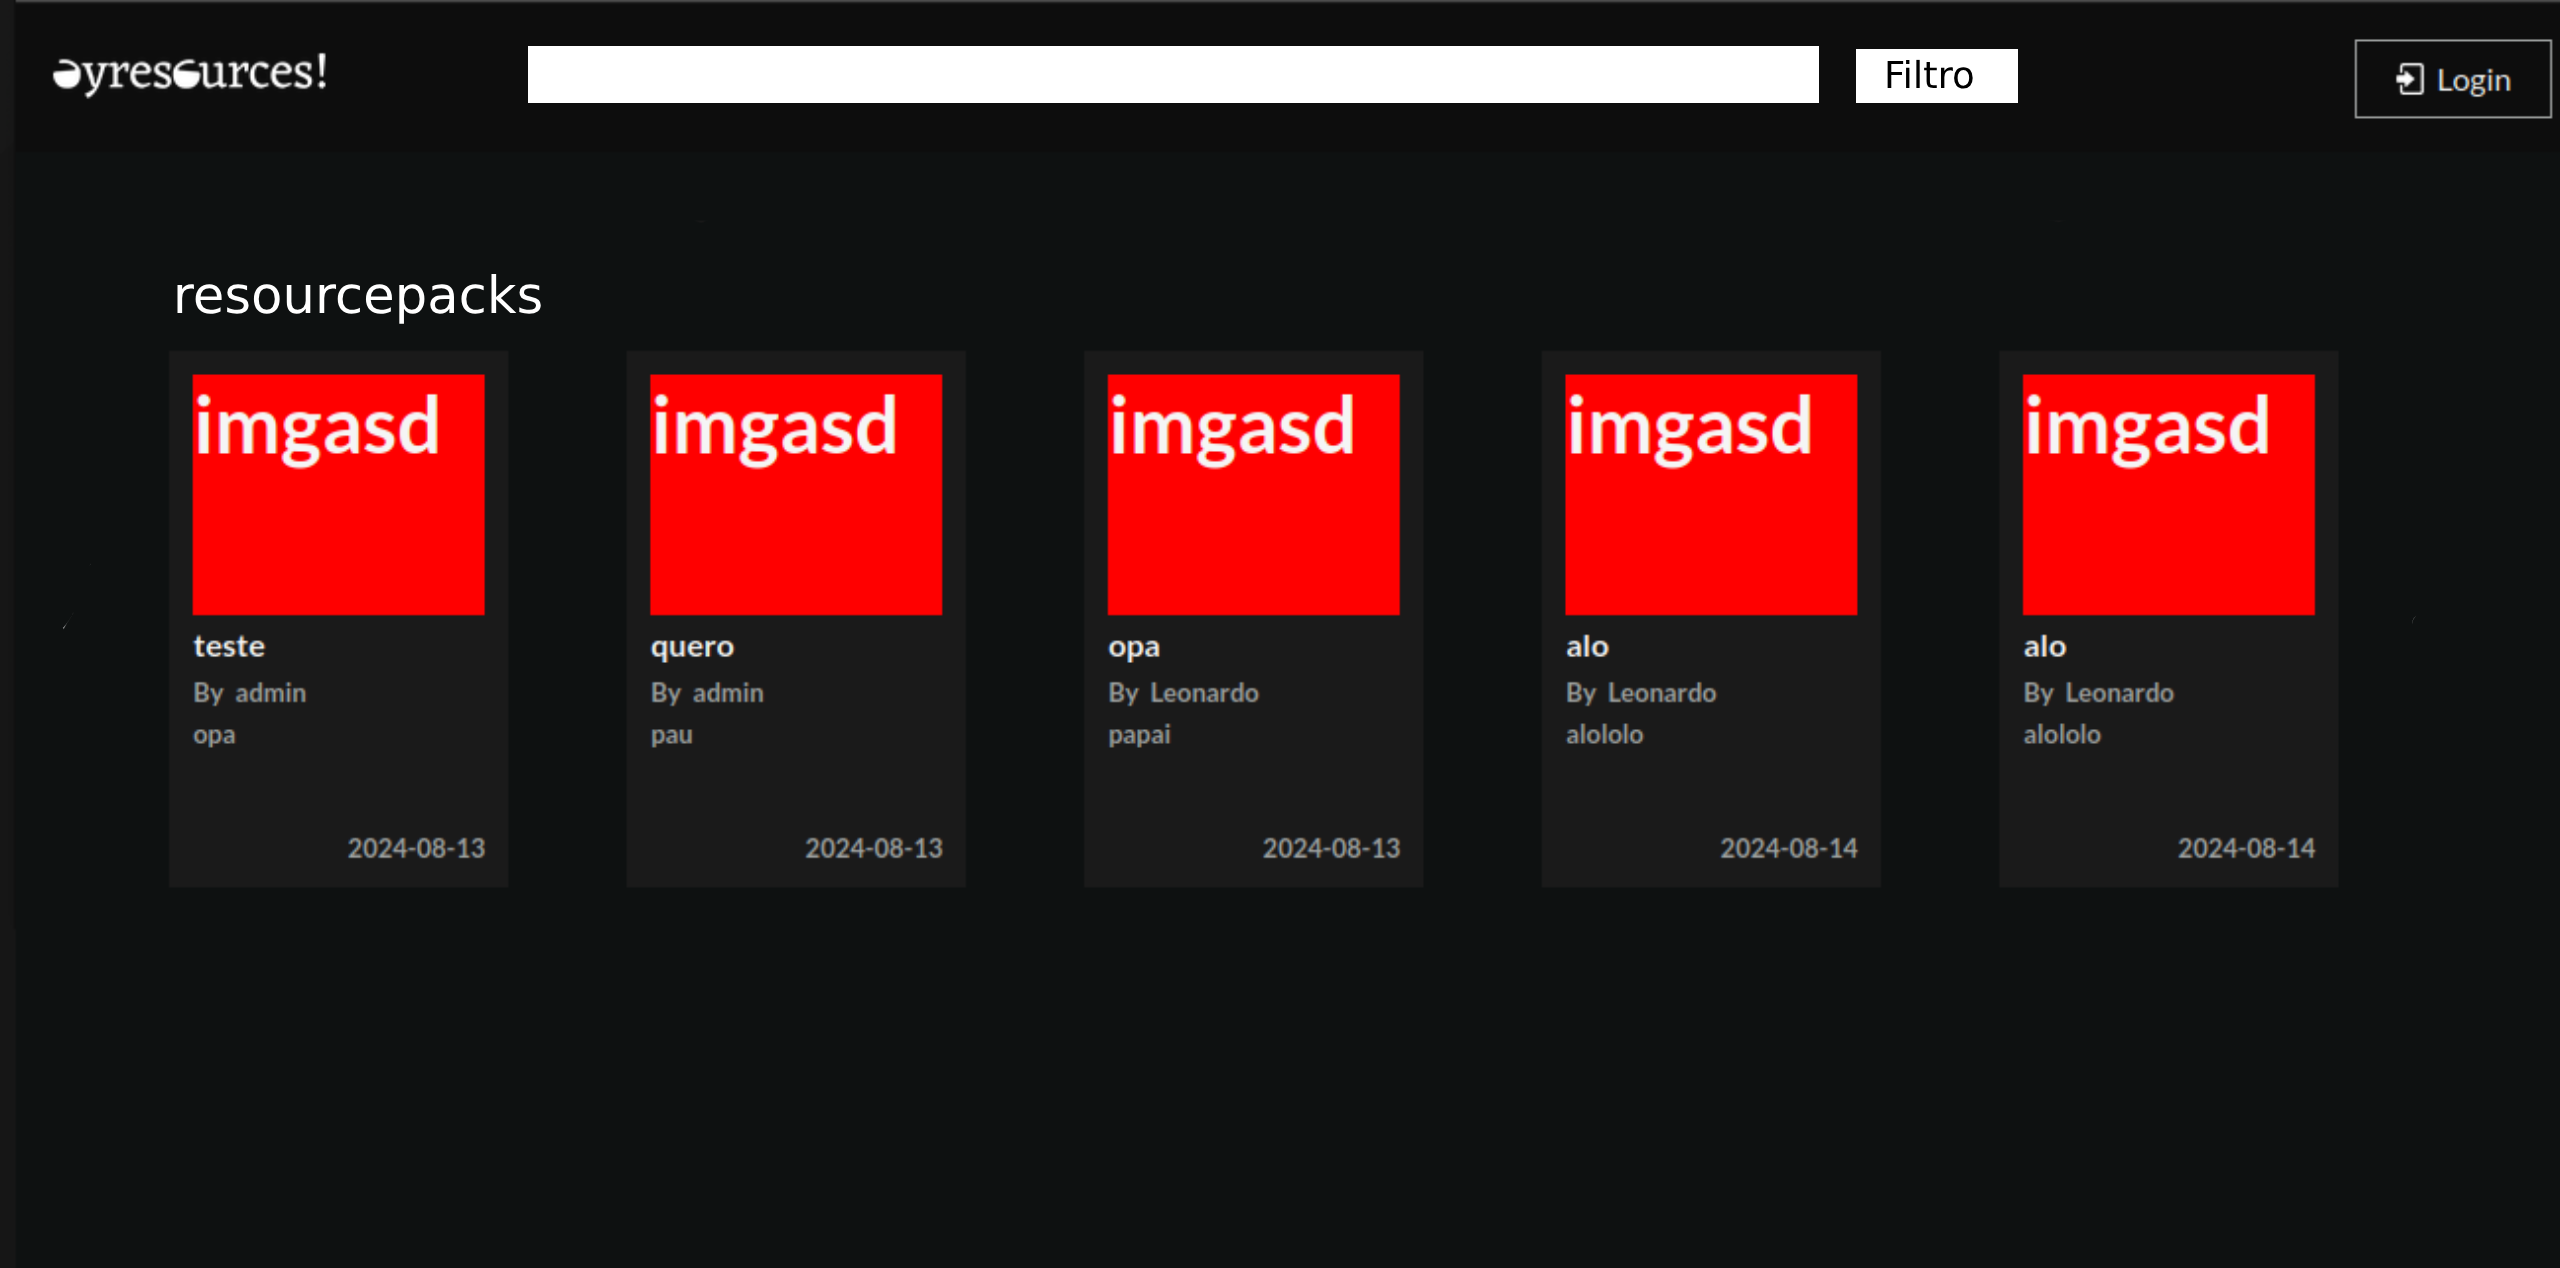 ayresources!
Filtro
Login
resourcepacks
imgasd
imgasd
imgasd
imgasd
imgasd
teste
By admin
opa
2024-08-13
quero
By admin
pau
2024-08-13
opa
By Leonardo
papai
2024-08-13
alo
By Leonardo
alololo
2024-08-14
alo
By Leonardo
alololo
2024-08-14